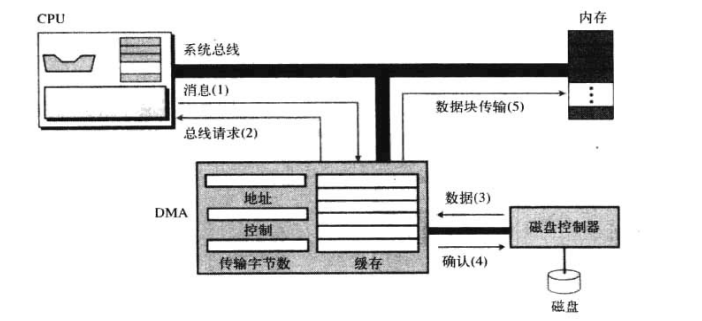 CPU
内存
系统总线
消息(1)
数据块传输(5)
总线请求(2)
DMA
地址
控制
传输字节数
缓存
数据(3)
磁盘控制器
确认(4)
磁盘